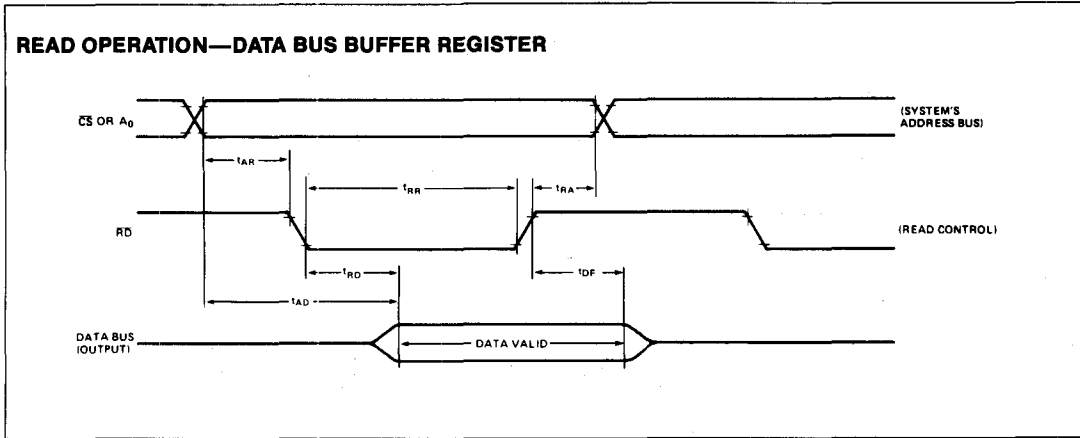 READ OPERATION—DATA BUS BUFFER REGISTER
CS OR A0
(SYSTEM'S
ADDRESS BUS)
tAR
tRR
tRA
RD
(READ CONTROL)
tRD
tDF
tAD
DATA BUS
(OUTPUT)
DATA VALID